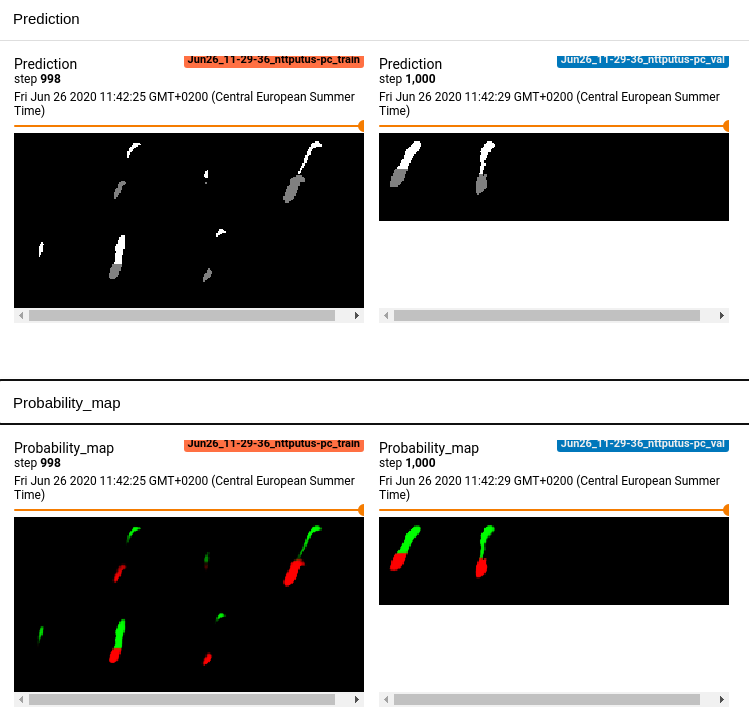 Prediction
Prediction
Jun26_11-29-36_nttputus-pc_train
step 998
Fri Jun 26 2020 11:42:25 GMT+0200 (Central European Summer
Time)
Prediction
Jun26_11-29-36_nttputus-pc_val
step 1,000
Fri Jun 26 2020 11:42:29 GMT+0200 (Central European Summer
Time)
Probability_map
Probability_map
Jun26_11-29-36_nttputus-pc_train
step 998
Fri Jun 26 2020 11:42:25 GMT+0200 (Central European Summer
Time)
Probability_map
Jun26_11-29-36_nttputus-pc_val
step 1,000
Fri Jun 26 2020 11:42:29 GMT+0200 (Central European Summer
Time)